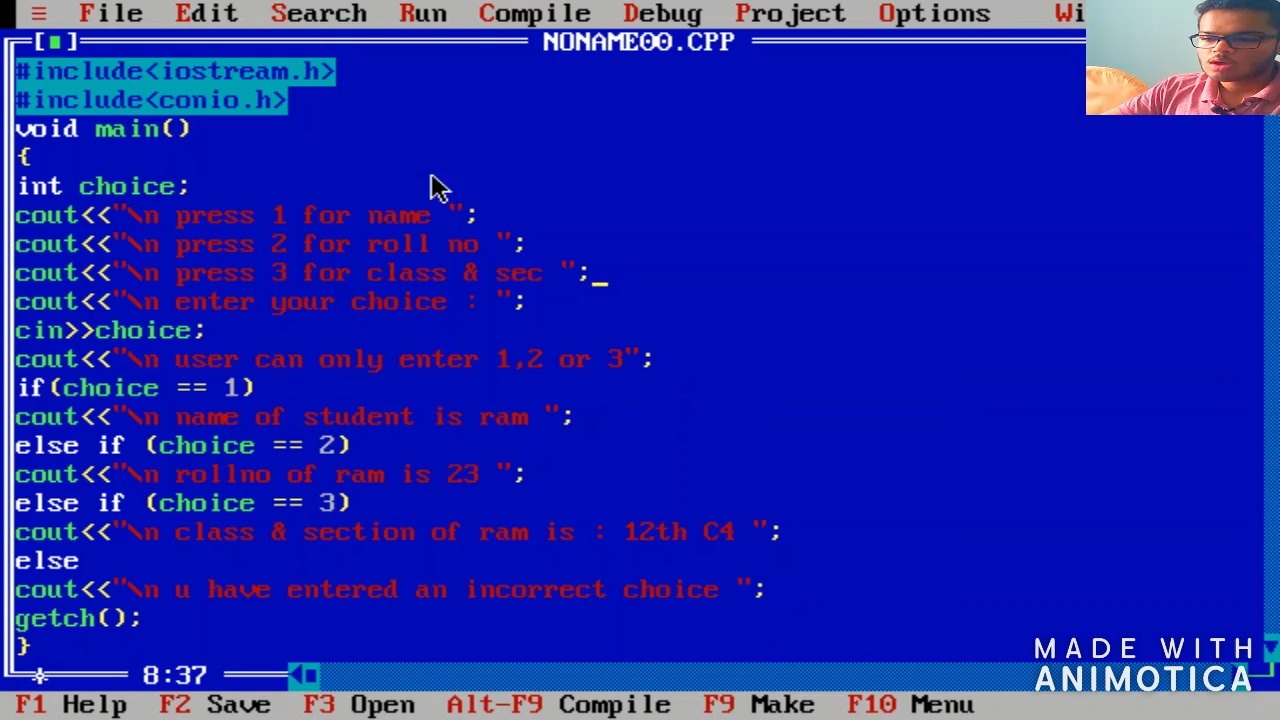 ≡ File Edit Search Run Compile Debug Project Options Wi
[■] NONAME00.CPP
#include<iostream.h>
#include<conio.h>
void main()
{
int choice;
cout<<"\n press 1 for name ";
cout<<"\n press 2 for roll no ";
cout<<"\n press 3 for class & sec ";_
cout<<"\n enter your choice : ";
cin>>choice;
cout<<"\n user can only enter 1,2 or 3";
if(choice == 1)
cout<<"\n name of student is ram ";
else if (choice == 2)
cout<<"\n rollno of ram is 23 ";
else if (choice == 3)
cout<<"\n class & section of ram is : 12th C4 ";
else
cout<<"\n u have entered an incorrect choice ";
getch();
}
8:37
F1 Help F2 Save F3 Open Alt-F9 Compile F9 Make F10 Menu
MADE WITH
ANIMOTICA